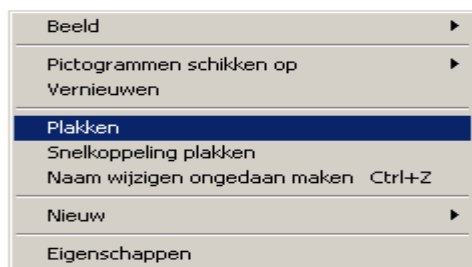 Beeld
Pictogrammen schikken op
Vernieuwen
Plakken
Snelkoppeling plakken
Naam wijzigen ongedaan maken Ctrl+Z
Nieuw
Eigenschappen